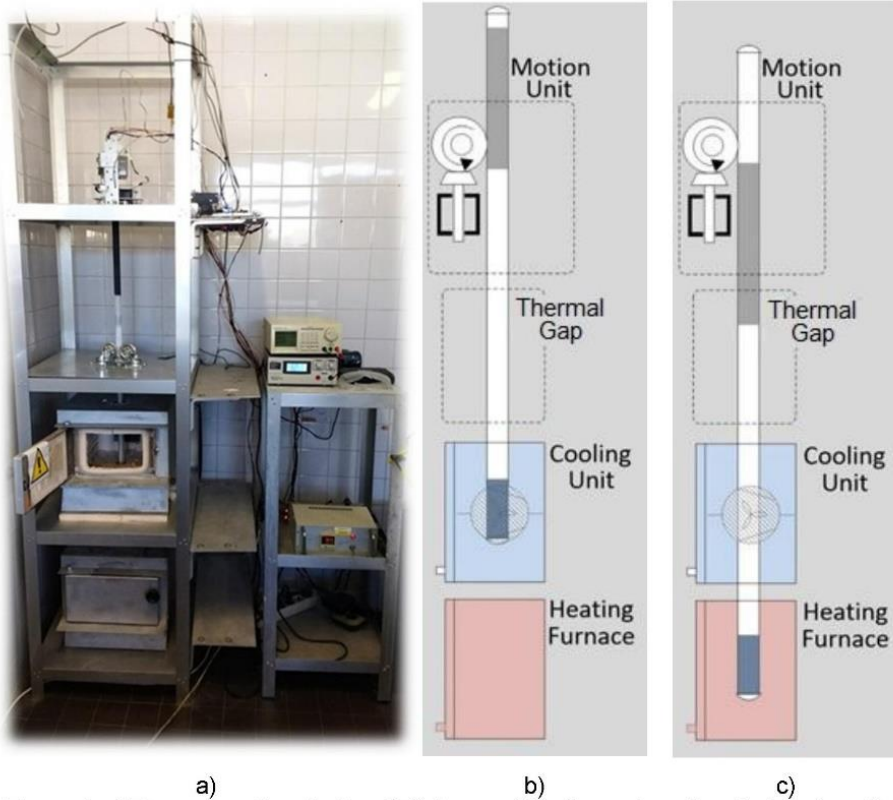 Motion
Unit
Thermal
Gap
Cooling
Unit
Heating
Furnace
Motion
Unit
Thermal
Gap
Cooling
Unit
Heating
Furnace
a)
b)
c)